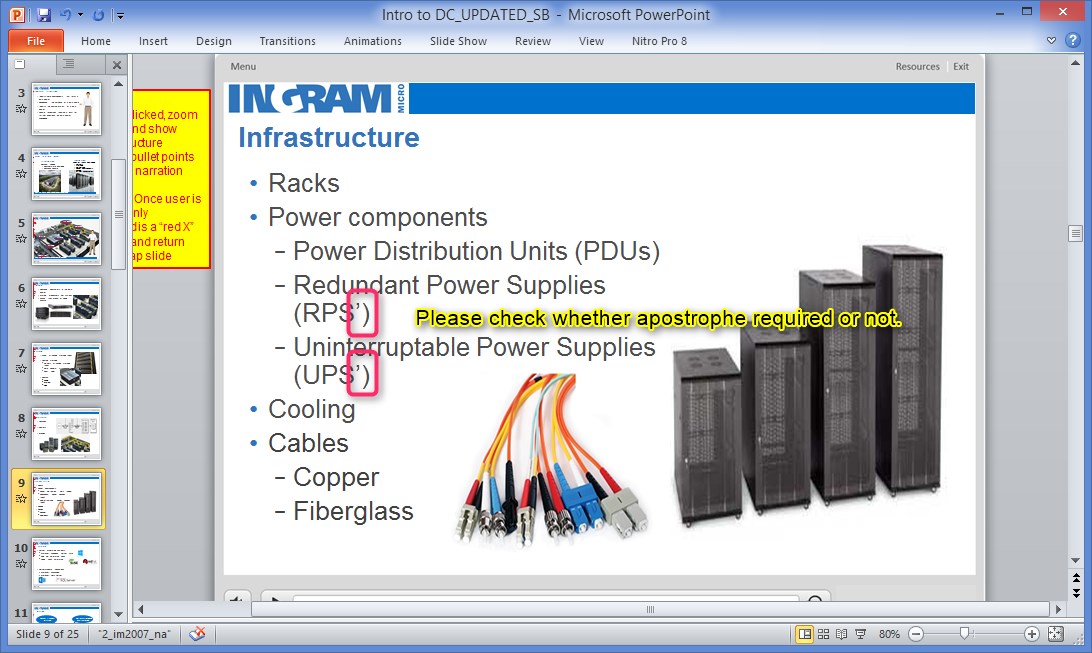 Intro to DC_UPDATED_SB - Microsoft PowerPoint
File Home Insert Design Transitions Animations Slide Show Review View Nitro Pro 8
Menu
Resources Exit
INGRAM MICRO
Infrastructure
• Racks
• Power components
– Power Distribution Units (PDUs)
– Redundant Power Supplies
(RPS’)
Please check whether apostrophe required or not.
– Uninterruptable Power Supplies
(UPS’)
• Cooling
• Cables
– Copper
– Fiberglass
licked, zoom
nd show
ucture
bullet points
narration
Once user is
nly
d is a “red X”
and return
ap slide
3
4
5
6
7
8
9
10
11
Slide 9 of 25 "2_im2007_na" 80%